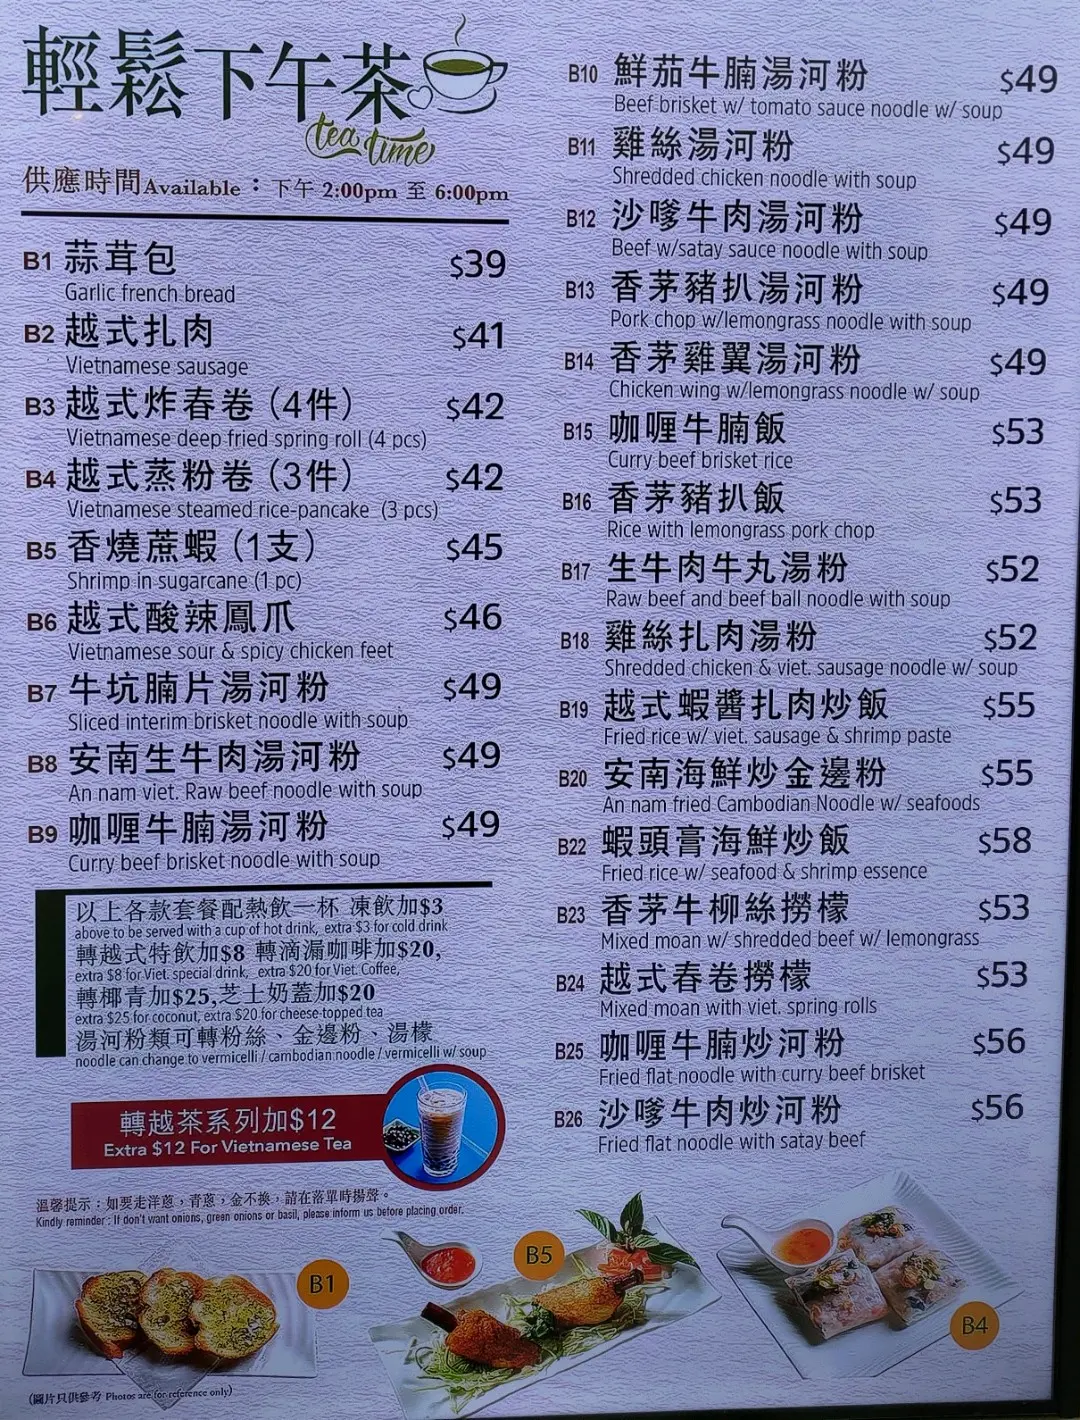 輕鬆下午茶
tea time
供應時間Available：下午 2:00pm 至 6:00pm
B1 蒜茸包 $39
Garlic french bread
B2 越式扎肉 $41
Vietnamese sausage
B3 越式炸春卷 (4件) $42
Vietnamese deep fried spring roll (4 pcs)
B4 越式蒸粉卷 (3件) $42
Vietnamese steamed rice-pancake (3 pcs)
B5 香燒蔗蝦 (1支) $45
Shrimp in sugarcane (1 pc)
B6 越式酸辣鳳爪 $46
Vietnamese sour & spicy chicken feet
B7 牛坑腩片湯河粉 $49
Sliced interim brisket noodle with soup
B8 安南生牛肉湯河粉 $49
An nam viet. Raw beef noodle with soup
B9 咖喱牛腩湯河粉 $49
Curry beef brisket noodle with soup
以上各款套餐配熱飲一杯 凍飲加$3
above to be served with a cup of hot drink, extra $3 for cold drink
轉越式特飲加$8 轉滴漏咖啡加$20,
extra $8 for Viet. special drink, extra $20 for Viet. Coffee,
轉椰青加$25,芝士奶蓋加$20
extra $25 for coconut, extra $20 for cheese topped tea
湯河粉類可轉粉絲、金邊粉、湯檬
noodle can change to vermicelli / cambodian noodle / vermicelli w/ soup
轉越茶系列加$12
Extra $12 For Vietnamese Tea
溫馨提示：如要走洋蔥，青蔥，金不換，請在落單時揚聲。
Kindly reminder : If don't want onions, green onions or basil, please inform us before placing order.
B10 鮮茄牛腩湯河粉 $49
Beef brisket w/ tomato sauce noodle w/ soup
B11 雞絲湯河粉 $49
Shredded chicken noodle with soup
B12 沙嗲牛肉湯河粉 $49
Beef w/satay sauce noodle with soup
B13 香茅豬扒湯河粉 $49
Pork chop w/lemongrass noodle with soup
B14 香茅雞翼湯河粉 $49
Chicken wing w/lemongrass noodle w/ soup
B15 咖喱牛腩飯 $53
Curry beef brisket rice
B16 香茅豬扒飯 $53
Rice with lemongrass pork chop
B17 生牛肉牛丸湯粉 $52
Raw beef and beef ball noodle with soup
B18 雞絲扎肉湯粉 $52
Shredded chicken & viet. sausage noodle w/ soup
B19 越式蝦醬扎肉炒飯 $55
Fried rice w/ viet. sausage & shrimp paste
B20 安南海鮮炒金邊粉 $55
An nam fried Cambodian Noodle w/ seafoods
B22 蝦頭膏海鮮炒飯 $58
Fried rice w/ seafood & shrimp essence
B23 香茅牛柳絲撈檬 $53
Mixed moan w/ shredded beef w/ lemongrass
B24 越式春卷撈檬 $53
Mixed moan with viet. spring rolls
B25 咖喱牛腩炒河粉 $56
Fried flat noodle with curry beef brisket
B26 沙嗲牛肉炒河粉 $56
Fried flat noodle with satay beef
B1
B5
B4
(圖片只供參考 Photos are for reference only)